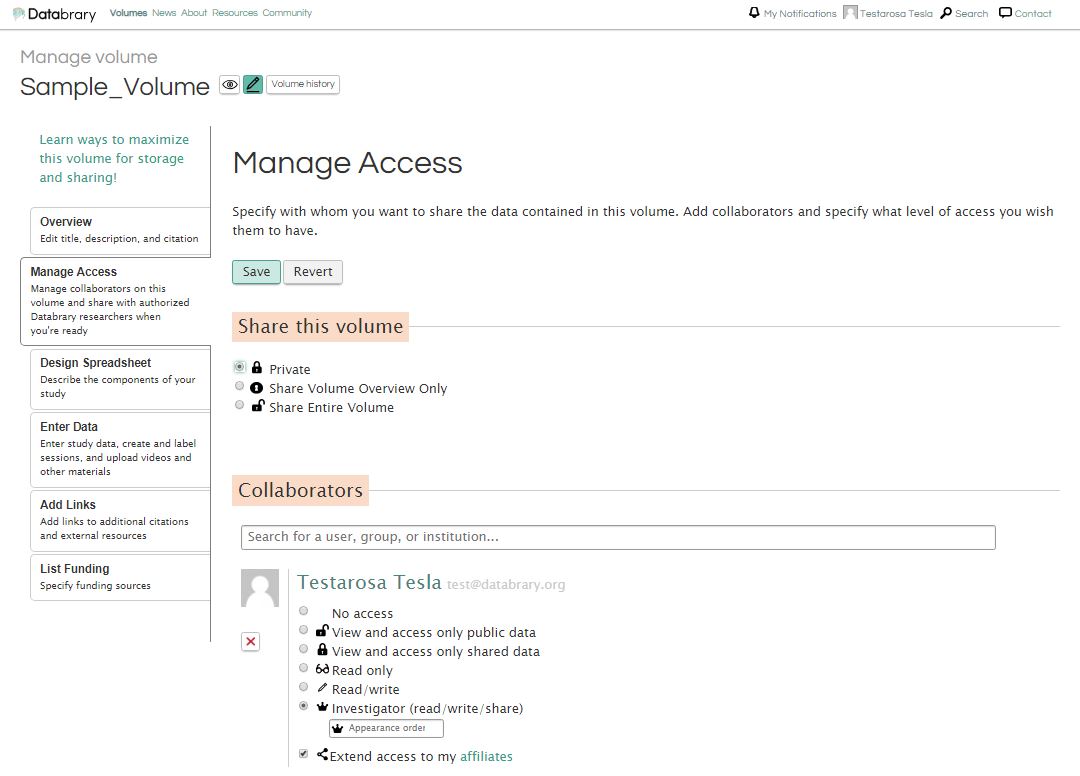 Databrary Volumes News About Resources Community My Notifications Testarosa Tesla Search Contact
Manage volume
Sample_Volume Volume history
Learn ways to maximize
this volume for storage
and sharing!
Overview
Edit title, description, and citation
Manage Access
Manage collaborators on this
volume and share with authorized
Databrary researchers when
you're ready
Design Spreadsheet
Describe the components of your
study
Enter Data
Enter study data, create and label
sessions, and upload videos and
other materials
Add Links
Add links to additional citations
and external resources
List Funding
Specify funding sources
Manage Access
Specify with whom you want to share the data contained in this volume. Add collaborators and specify what level of access you wish
them to have.
Save Revert
Share this volume
Private
Share Volume Overview Only
Share Entire Volume
Collaborators
Search for a user, group, or institution...
Testarosa Tesla test@databrary.org
No access
View and access only public data
View and access only shared data
Read only
Read/write
Investigator (read/write/share)
Appearance order
Extend access to my affiliates